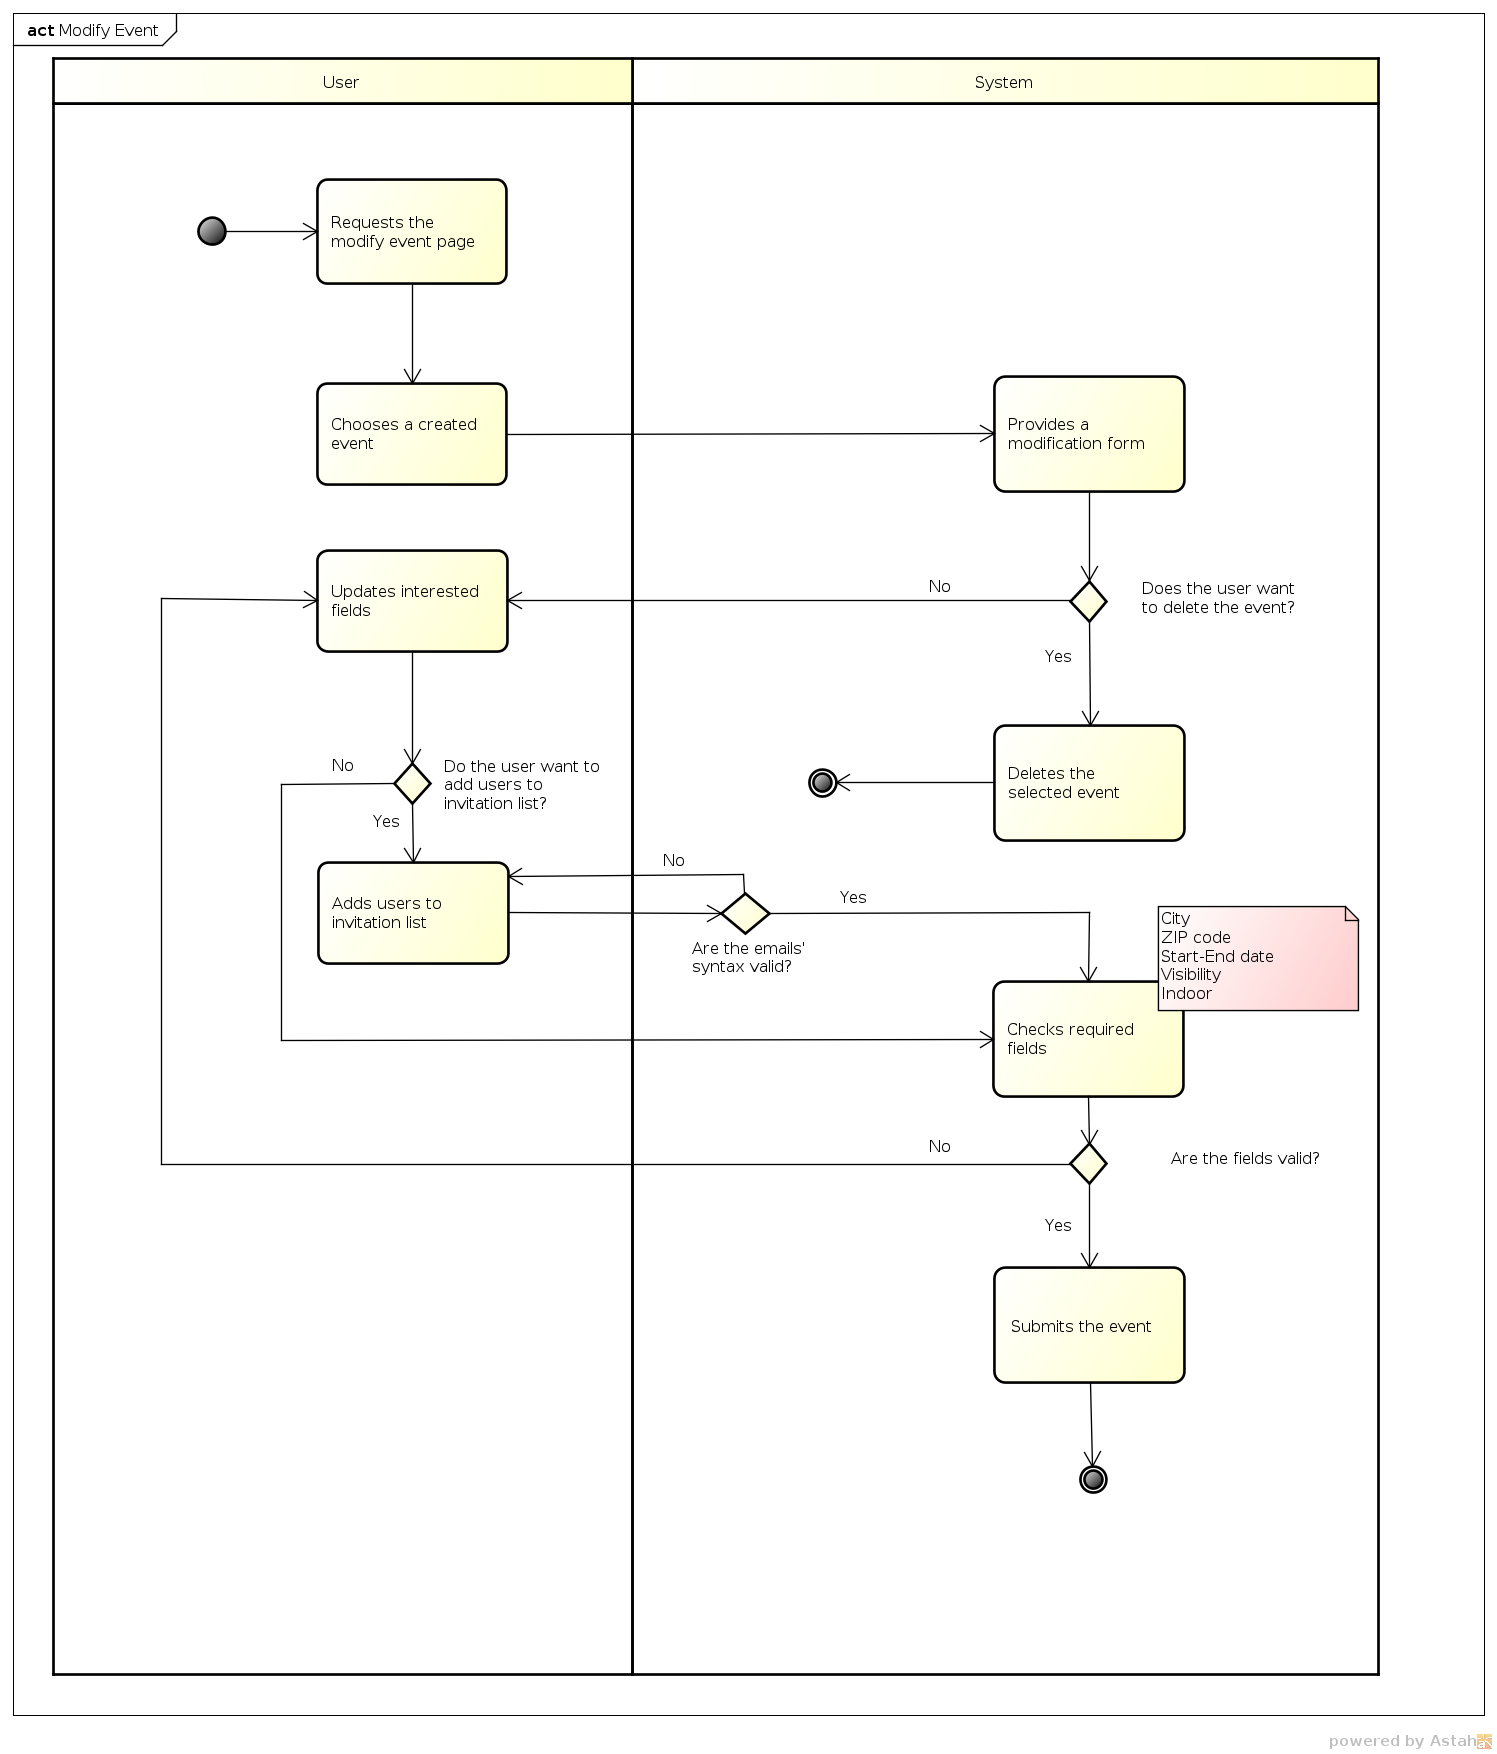 act Modify Event
User
System
Requests the
modify event page
Chooses a created
event
Provides a
modification form
Updates interested
fields
No
Does the user want
to delete the event?
Yes
No
Do the user want to
add users to
invitation list?
Yes
Deletes the
selected event
Adds users to
invitation list
No
Yes
Are the emails'
syntax valid?
City
ZIP code
Start-End date
Visibility
Indoor
Checks required
fields
No
Are the fields valid?
Yes
Submits the event
powered by Astah